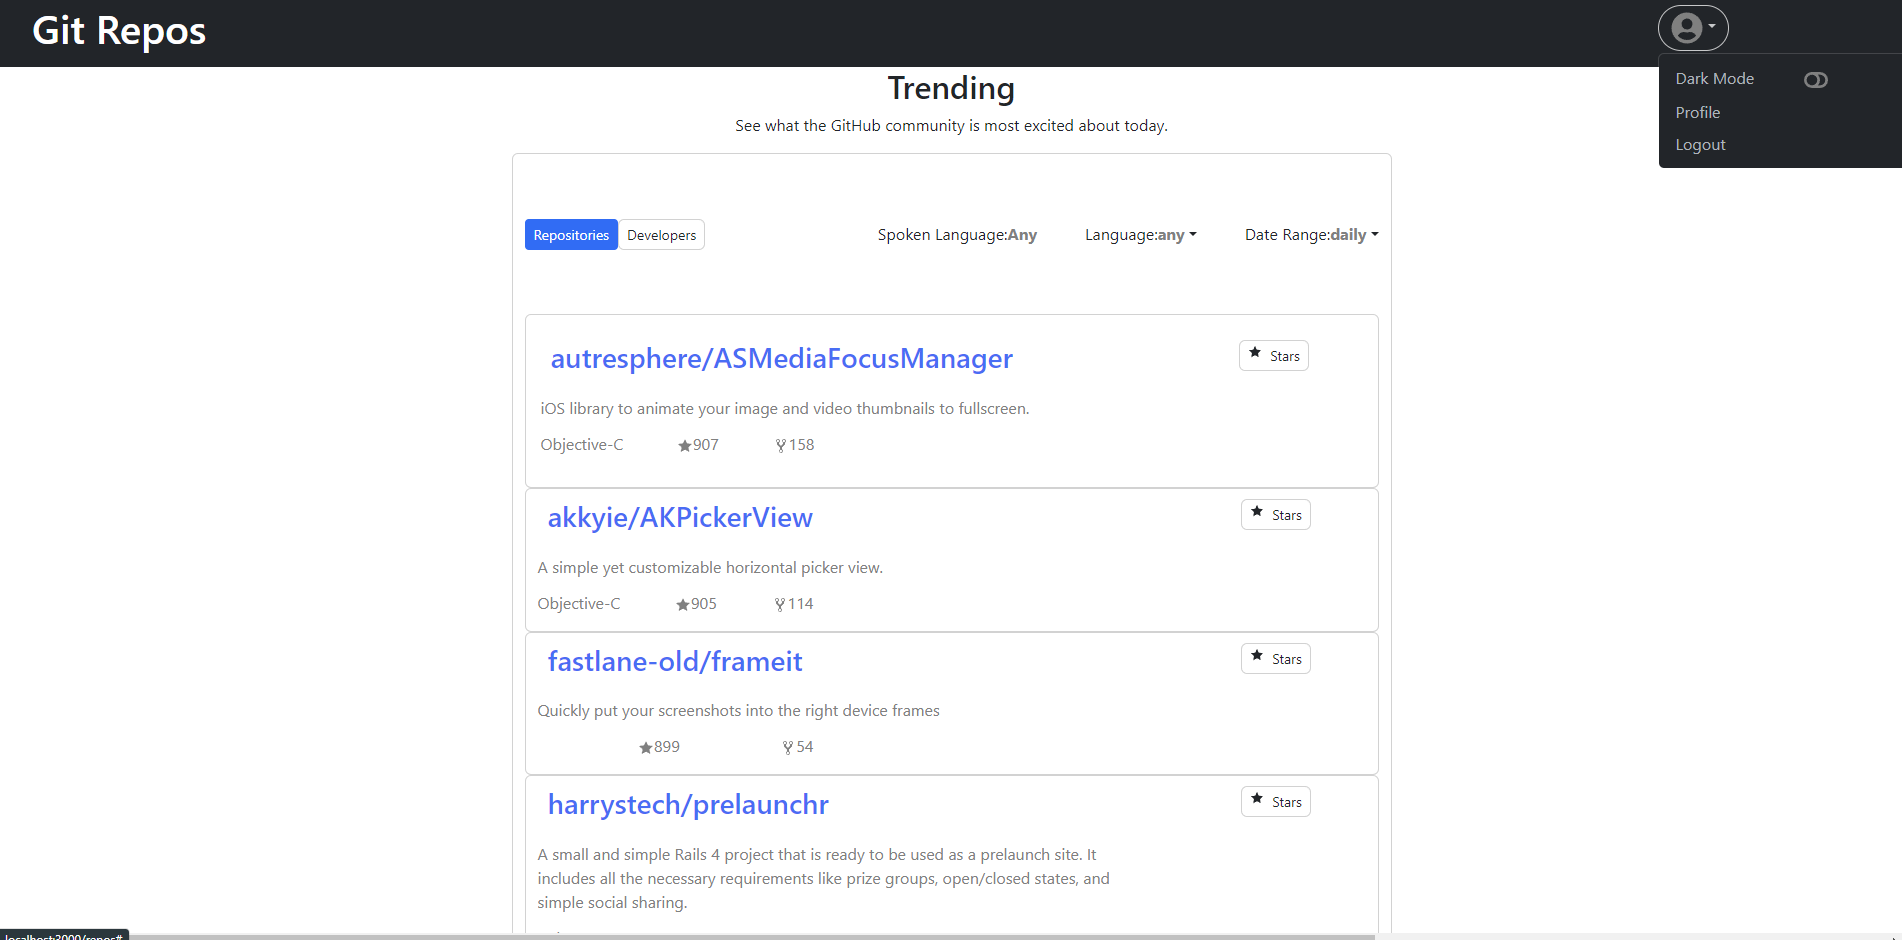 Git Repos
Dark Mode
Profile
Logout
Trending
See what the GitHub community is most excited about today.
Repositories Developers Spoken Language:Any Language:any Date Range:daily
autresphere/ASMediaFocusManager Stars
iOS library to animate your image and video thumbnails to fullscreen.
Objective-C 907 158
akkyie/AKPickerView Stars
A simple yet customizable horizontal picker view.
Objective-C 905 114
fastlane-old/frameit Stars
Quickly put your screenshots into the right device frames
899 54
harrystech/prelaunchr Stars
A small and simple Rails 4 project that is ready to be used as a prelaunch site. It
includes all the necessary requirements like prize groups, open/closed states, and
simple social sharing.
localhost:3000/repos#